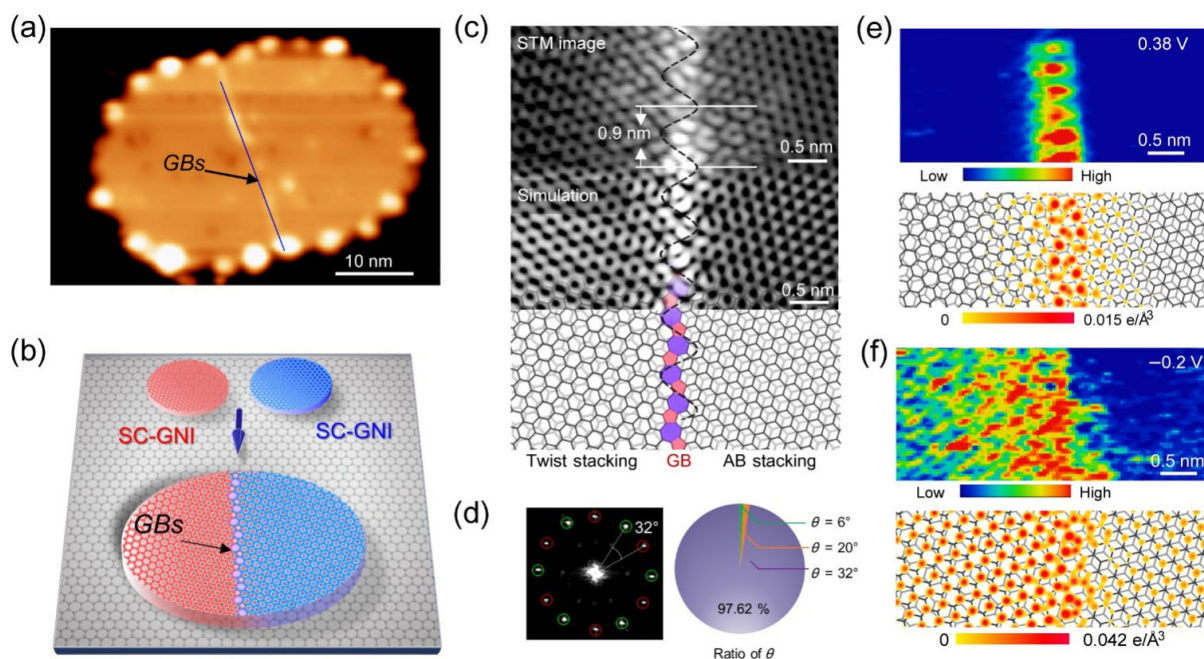 (a)
GBs
10 nm
(b)
SC-GNI
SC-GNI
GBs
(c)
STM image
0.9 nm
0.5 nm
Simulation
0.5 nm
Twist stacking GB AB stacking
(d)
32°
θ = 6°
θ = 20°
θ = 32°
97.62 %
Ratio of θ
(e)
0.38 V
0.5 nm
Low High
0 0.015 e/Å³
(f)
−0.2 V
0.5 nm
Low High
0 0.042 e/Å³